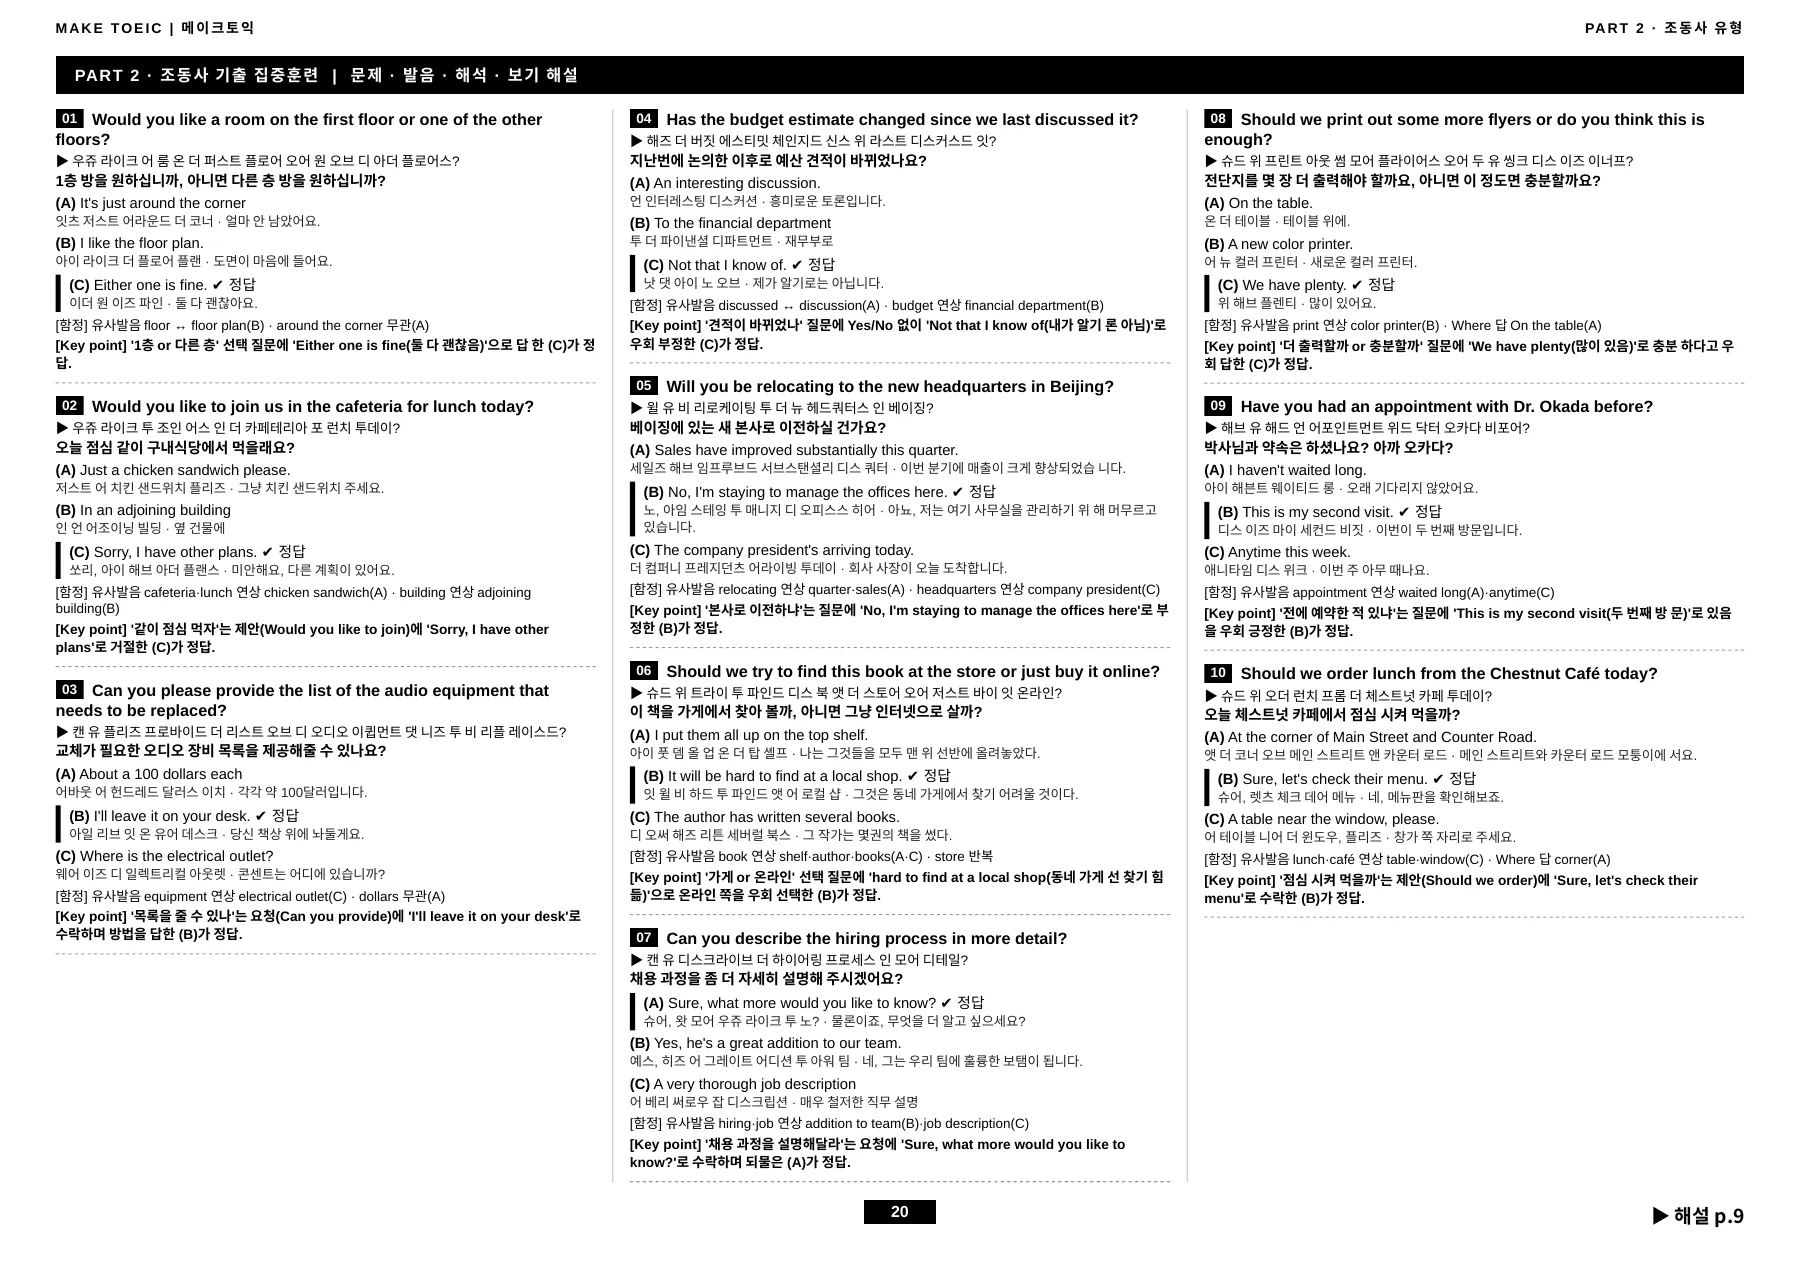 MAKE TOEIC | 메이크토익
PART 2 · 조동사 유형
PART 2 · 조동사 기출 집중훈련 | 문제 · 발음 · 해석 · 보기 해설
01 Would you like a room on the first floor or one of the other
floors?
▶ 우쥬 라이크 어 룸 온 더 퍼스트 플로어 오어 원 오브 디 아더 플로어스?
1층 방을 원하십니까, 아니면 다른 층 방을 원하십니까?
(A) It's just around the corner
잇츠 저스트 어라운드 더 코너 · 얼마 안 남았어요.
(B) I like the floor plan.
아이 라이크 더 플로어 플랜 · 도면이 마음에 들어요.
(C) Either one is fine. ✔ 정답
이더 원 이즈 파인 · 둘 다 괜찮아요.
[함정] 유사발음 floor ↔ floor plan(B) · around the corner 무관(A)
[Key point] '1층 or 다른 층' 선택 질문에 'Either one is fine(둘 다 괜찮음)'으로 답 한 (C)가 정
답.
02 Would you like to join us in the cafeteria for lunch today?
▶ 우쥬 라이크 투 조인 어스 인 더 카페테리아 포 런치 투데이?
오늘 점심 같이 구내식당에서 먹을래요?
(A) Just a chicken sandwich please.
저스트 어 치킨 샌드위치 플리즈 · 그냥 치킨 샌드위치 주세요.
(B) In an adjoining building
인 언 어조이닝 빌딩 · 옆 건물에
(C) Sorry, I have other plans. ✔ 정답
쏘리, 아이 해브 아더 플랜스 · 미안해요, 다른 계획이 있어요.
[함정] 유사발음 cafeteria·lunch 연상 chicken sandwich(A) · building 연상 adjoining
building(B)
[Key point] '같이 점심 먹자'는 제안(Would you like to join)에 'Sorry, I have other
plans'로 거절한 (C)가 정답.
03 Can you please provide the list of the audio equipment that
needs to be replaced?
▶ 캔 유 플리즈 프로바이드 더 리스트 오브 디 오디오 이큅먼트 댓 니즈 투 비 리플 레이스드?
교체가 필요한 오디오 장비 목록을 제공해줄 수 있나요?
(A) About a 100 dollars each
어바웃 어 헌드레드 달러스 이치 · 각각 약 100달러입니다.
(B) I'll leave it on your desk. ✔ 정답
아일 리브 잇 온 유어 데스크 · 당신 책상 위에 놔둘게요.
(C) Where is the electrical outlet?
웨어 이즈 디 일렉트리컬 아웃렛 · 콘센트는 어디에 있습니까?
[함정] 유사발음 equipment 연상 electrical outlet(C) · dollars 무관(A)
[Key point] '목록을 줄 수 있나'는 요청(Can you provide)에 'I'll leave it on your desk'로
수락하며 방법을 답한 (B)가 정답.
04 Has the budget estimate changed since we last discussed it?
▶ 해즈 더 버짓 에스티밋 체인지드 신스 위 라스트 디스커스드 잇?
지난번에 논의한 이후로 예산 견적이 바뀌었나요?
(A) An interesting discussion.
언 인터레스팅 디스커션 · 흥미로운 토론입니다.
(B) To the financial department
투 더 파이낸셜 디파트먼트 · 재무부로
(C) Not that I know of. ✔ 정답
낫 댓 아이 노 오브 · 제가 알기로는 아닙니다.
[함정] 유사발음 discussed ↔ discussion(A) · budget 연상 financial department(B)
[Key point] '견적이 바뀌었나' 질문에 Yes/No 없이 'Not that I know of(내가 알기 론 아님)'로
우회 부정한 (C)가 정답.
05 Will you be relocating to the new headquarters in Beijing?
▶ 윌 유 비 리로케이팅 투 더 뉴 헤드쿼터스 인 베이징?
베이징에 있는 새 본사로 이전하실 건가요?
(A) Sales have improved substantially this quarter.
세일즈 해브 임프루브드 서브스탠셜리 디스 쿼터 · 이번 분기에 매출이 크게 향상되었습 니다.
(B) No, I'm staying to manage the offices here. ✔ 정답
노, 아임 스테잉 투 매니지 디 오피스스 히어 · 아뇨, 저는 여기 사무실을 관리하기 위 해 머무르고
있습니다.
(C) The company president's arriving today.
더 컴퍼니 프레지던츠 어라이빙 투데이 · 회사 사장이 오늘 도착합니다.
[함정] 유사발음 relocating 연상 quarter·sales(A) · headquarters 연상 company president(C)
[Key point] '본사로 이전하냐'는 질문에 'No, I'm staying to manage the offices here'로 부
정한 (B)가 정답.
06 Should we try to find this book at the store or just buy it online?
▶ 슈드 위 트라이 투 파인드 디스 북 앳 더 스토어 오어 저스트 바이 잇 온라인?
이 책을 가게에서 찾아 볼까, 아니면 그냥 인터넷으로 살까?
(A) I put them all up on the top shelf.
아이 풋 뎀 올 업 온 더 탑 셸프 · 나는 그것들을 모두 맨 위 선반에 올려놓았다.
(B) It will be hard to find at a local shop. ✔ 정답
잇 윌 비 하드 투 파인드 앳 어 로컬 샵 · 그것은 동네 가게에서 찾기 어려울 것이다.
(C) The author has written several books.
디 오써 해즈 리튼 세버럴 북스 · 그 작가는 몇권의 책을 썼다.
[함정] 유사발음 book 연상 shelf·author·books(A·C) · store 반복
[Key point] '가게 or 온라인' 선택 질문에 'hard to find at a local shop(동네 가게 선 찾기 힘
듦)'으로 온라인 쪽을 우회 선택한 (B)가 정답.
07 Can you describe the hiring process in more detail?
▶ 캔 유 디스크라이브 더 하이어링 프로세스 인 모어 디테일?
채용 과정을 좀 더 자세히 설명해 주시겠어요?
(A) Sure, what more would you like to know? ✔ 정답
슈어, 왓 모어 우쥬 라이크 투 노? · 물론이죠, 무엇을 더 알고 싶으세요?
(B) Yes, he's a great addition to our team.
예스, 히즈 어 그레이트 어디션 투 아워 팀 · 네, 그는 우리 팀에 훌륭한 보탬이 됩니다.
(C) A very thorough job description
어 베리 써로우 잡 디스크립션 · 매우 철저한 직무 설명
[함정] 유사발음 hiring·job 연상 addition to team(B)·job description(C)
[Key point] '채용 과정을 설명해달라'는 요청에 'Sure, what more would you like to
know?'로 수락하며 되물은 (A)가 정답.
08 Should we print out some more flyers or do you think this is
enough?
▶ 슈드 위 프린트 아웃 썸 모어 플라이어스 오어 두 유 씽크 디스 이즈 이너프?
전단지를 몇 장 더 출력해야 할까요, 아니면 이 정도면 충분할까요?
(A) On the table.
온 더 테이블 · 테이블 위에.
(B) A new color printer.
어 뉴 컬러 프린터 · 새로운 컬러 프린터.
(C) We have plenty. ✔ 정답
위 해브 플렌티 · 많이 있어요.
[함정] 유사발음 print 연상 color printer(B) · Where 답 On the table(A)
[Key point] '더 출력할까 or 충분할까' 질문에 'We have plenty(많이 있음)'로 충분 하다고 우
회 답한 (C)가 정답.
09 Have you had an appointment with Dr. Okada before?
▶ 해브 유 해드 언 어포인트먼트 위드 닥터 오카다 비포어?
박사님과 약속은 하셨나요? 아까 오카다?
(A) I haven't waited long.
아이 해븐트 웨이티드 롱 · 오래 기다리지 않았어요.
(B) This is my second visit. ✔ 정답
디스 이즈 마이 세컨드 비짓 · 이번이 두 번째 방문입니다.
(C) Anytime this week.
애니타임 디스 위크 · 이번 주 아무 때나요.
[함정] 유사발음 appointment 연상 waited long(A)·anytime(C)
[Key point] '전에 예약한 적 있냐'는 질문에 'This is my second visit(두 번째 방 문)'로 있음
을 우회 긍정한 (B)가 정답.
10 Should we order lunch from the Chestnut Café today?
▶ 슈드 위 오더 런치 프롬 더 체스트넛 카페 투데이?
오늘 체스트넛 카페에서 점심 시켜 먹을까?
(A) At the corner of Main Street and Counter Road.
앳 더 코너 오브 메인 스트리트 앤 카운터 로드 · 메인 스트리트와 카운터 로드 모퉁이에 서요.
(B) Sure, let's check their menu. ✔ 정답
슈어, 렛츠 체크 데어 메뉴 · 네, 메뉴판을 확인해보죠.
(C) A table near the window, please.
어 테이블 니어 더 윈도우, 플리즈 · 창가 쪽 자리로 주세요.
[함정] 유사발음 lunch·café 연상 table·window(C) · Where 답 corner(A)
[Key point] '점심 시켜 먹을까'는 제안(Should we order)에 'Sure, let's check their
menu'로 수락한 (B)가 정답.
20
▶ 해설 p.9